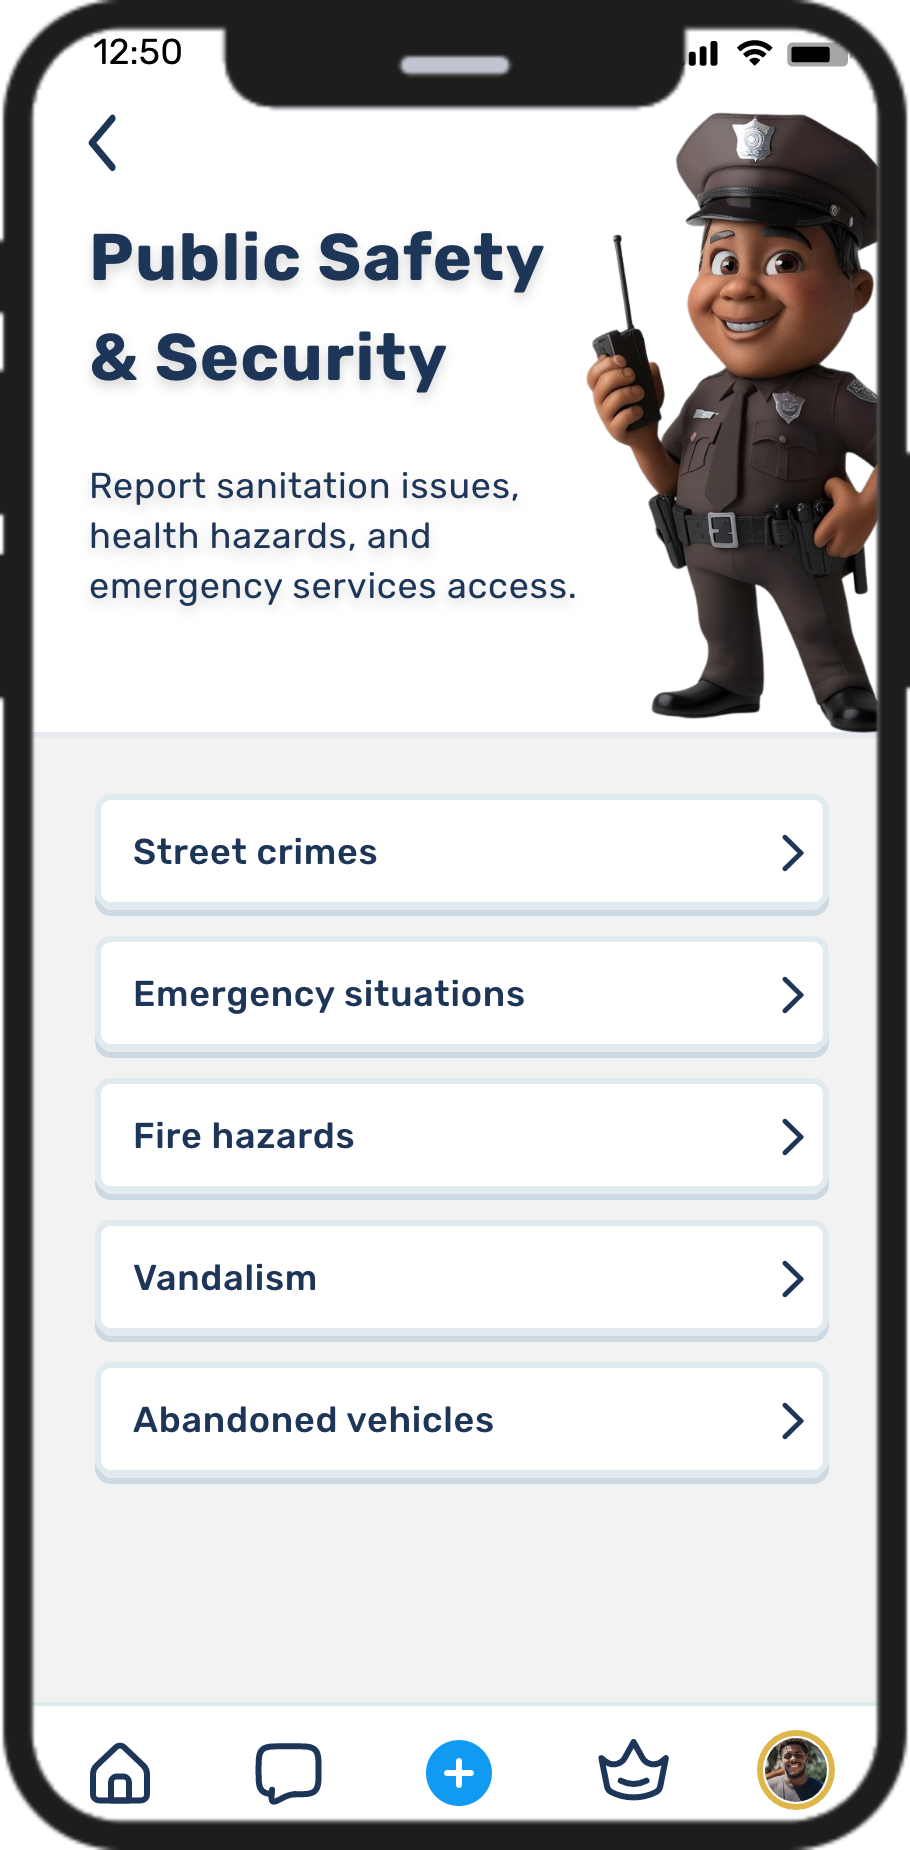 12:50
Public Safety
& Security
Report sanitation issues,
health hazards, and
emergency services access.
Street crimes
Emergency situations
Fire hazards
Vandalism
Abandoned vehicles